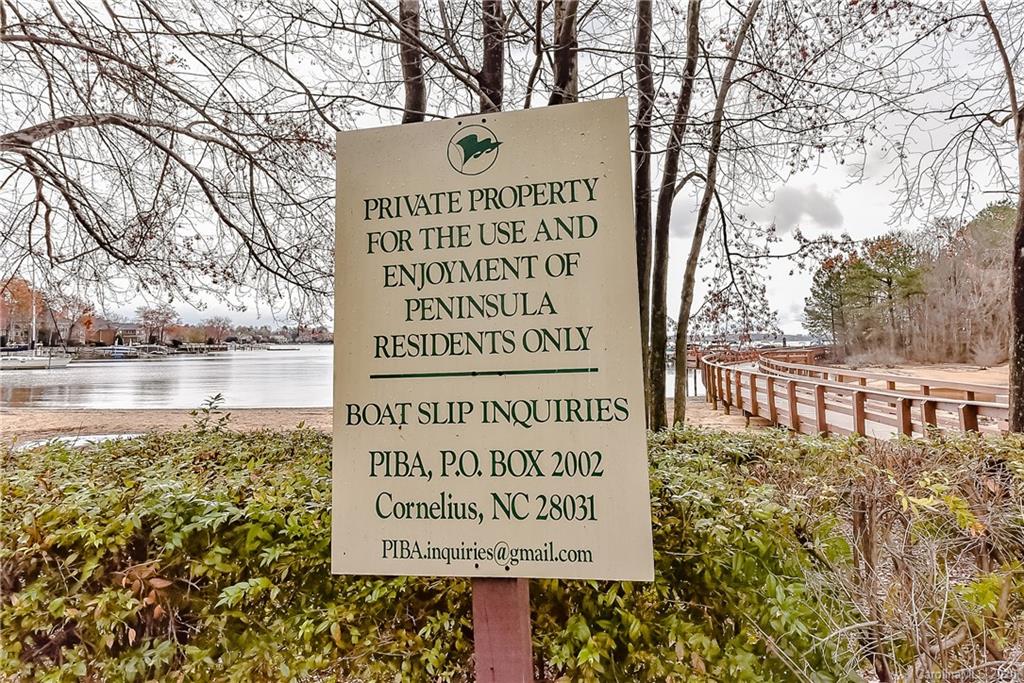 PRIVATE PROPERTY
FOR THE USE AND
ENJOYMENT OF
PENINSULA
RESIDENTS ONLY
BOAT SLIP INQUIRIES
PIBA, P.O. BOX 2002
Cornelius, NC 28031
PIBA.inquiries@gmail.com